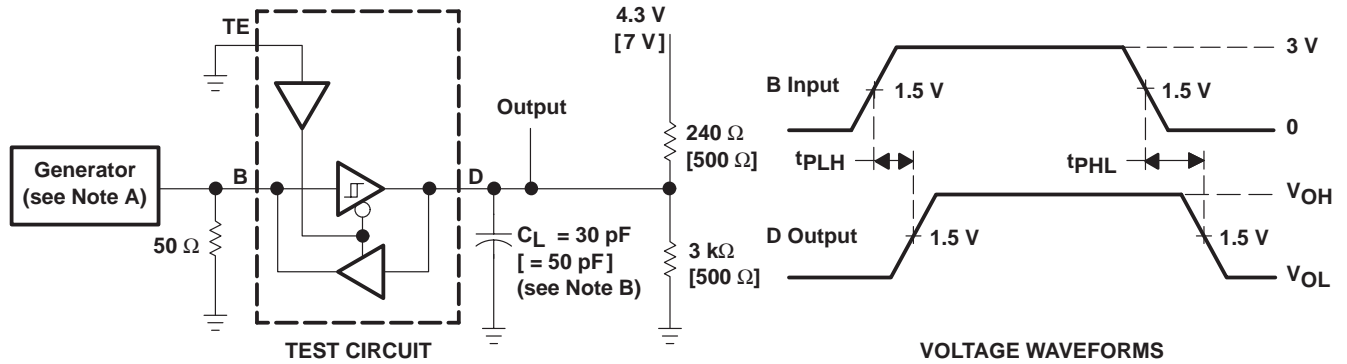 TE
4.3 V
[7 V]
3 V
B Input
1.5 V
1.5 V
Output
0
240 Ω
[500 Ω]
tPLH
tPHL
Generator
(see Note A)
B
D
VOH
50 Ω
CL = 30 pF
[ = 50 pF]
(see Note B)
3 kΩ
[500 Ω]
D Output
1.5 V
1.5 V
VOL
TEST CIRCUIT
VOLTAGE WAVEFORMS